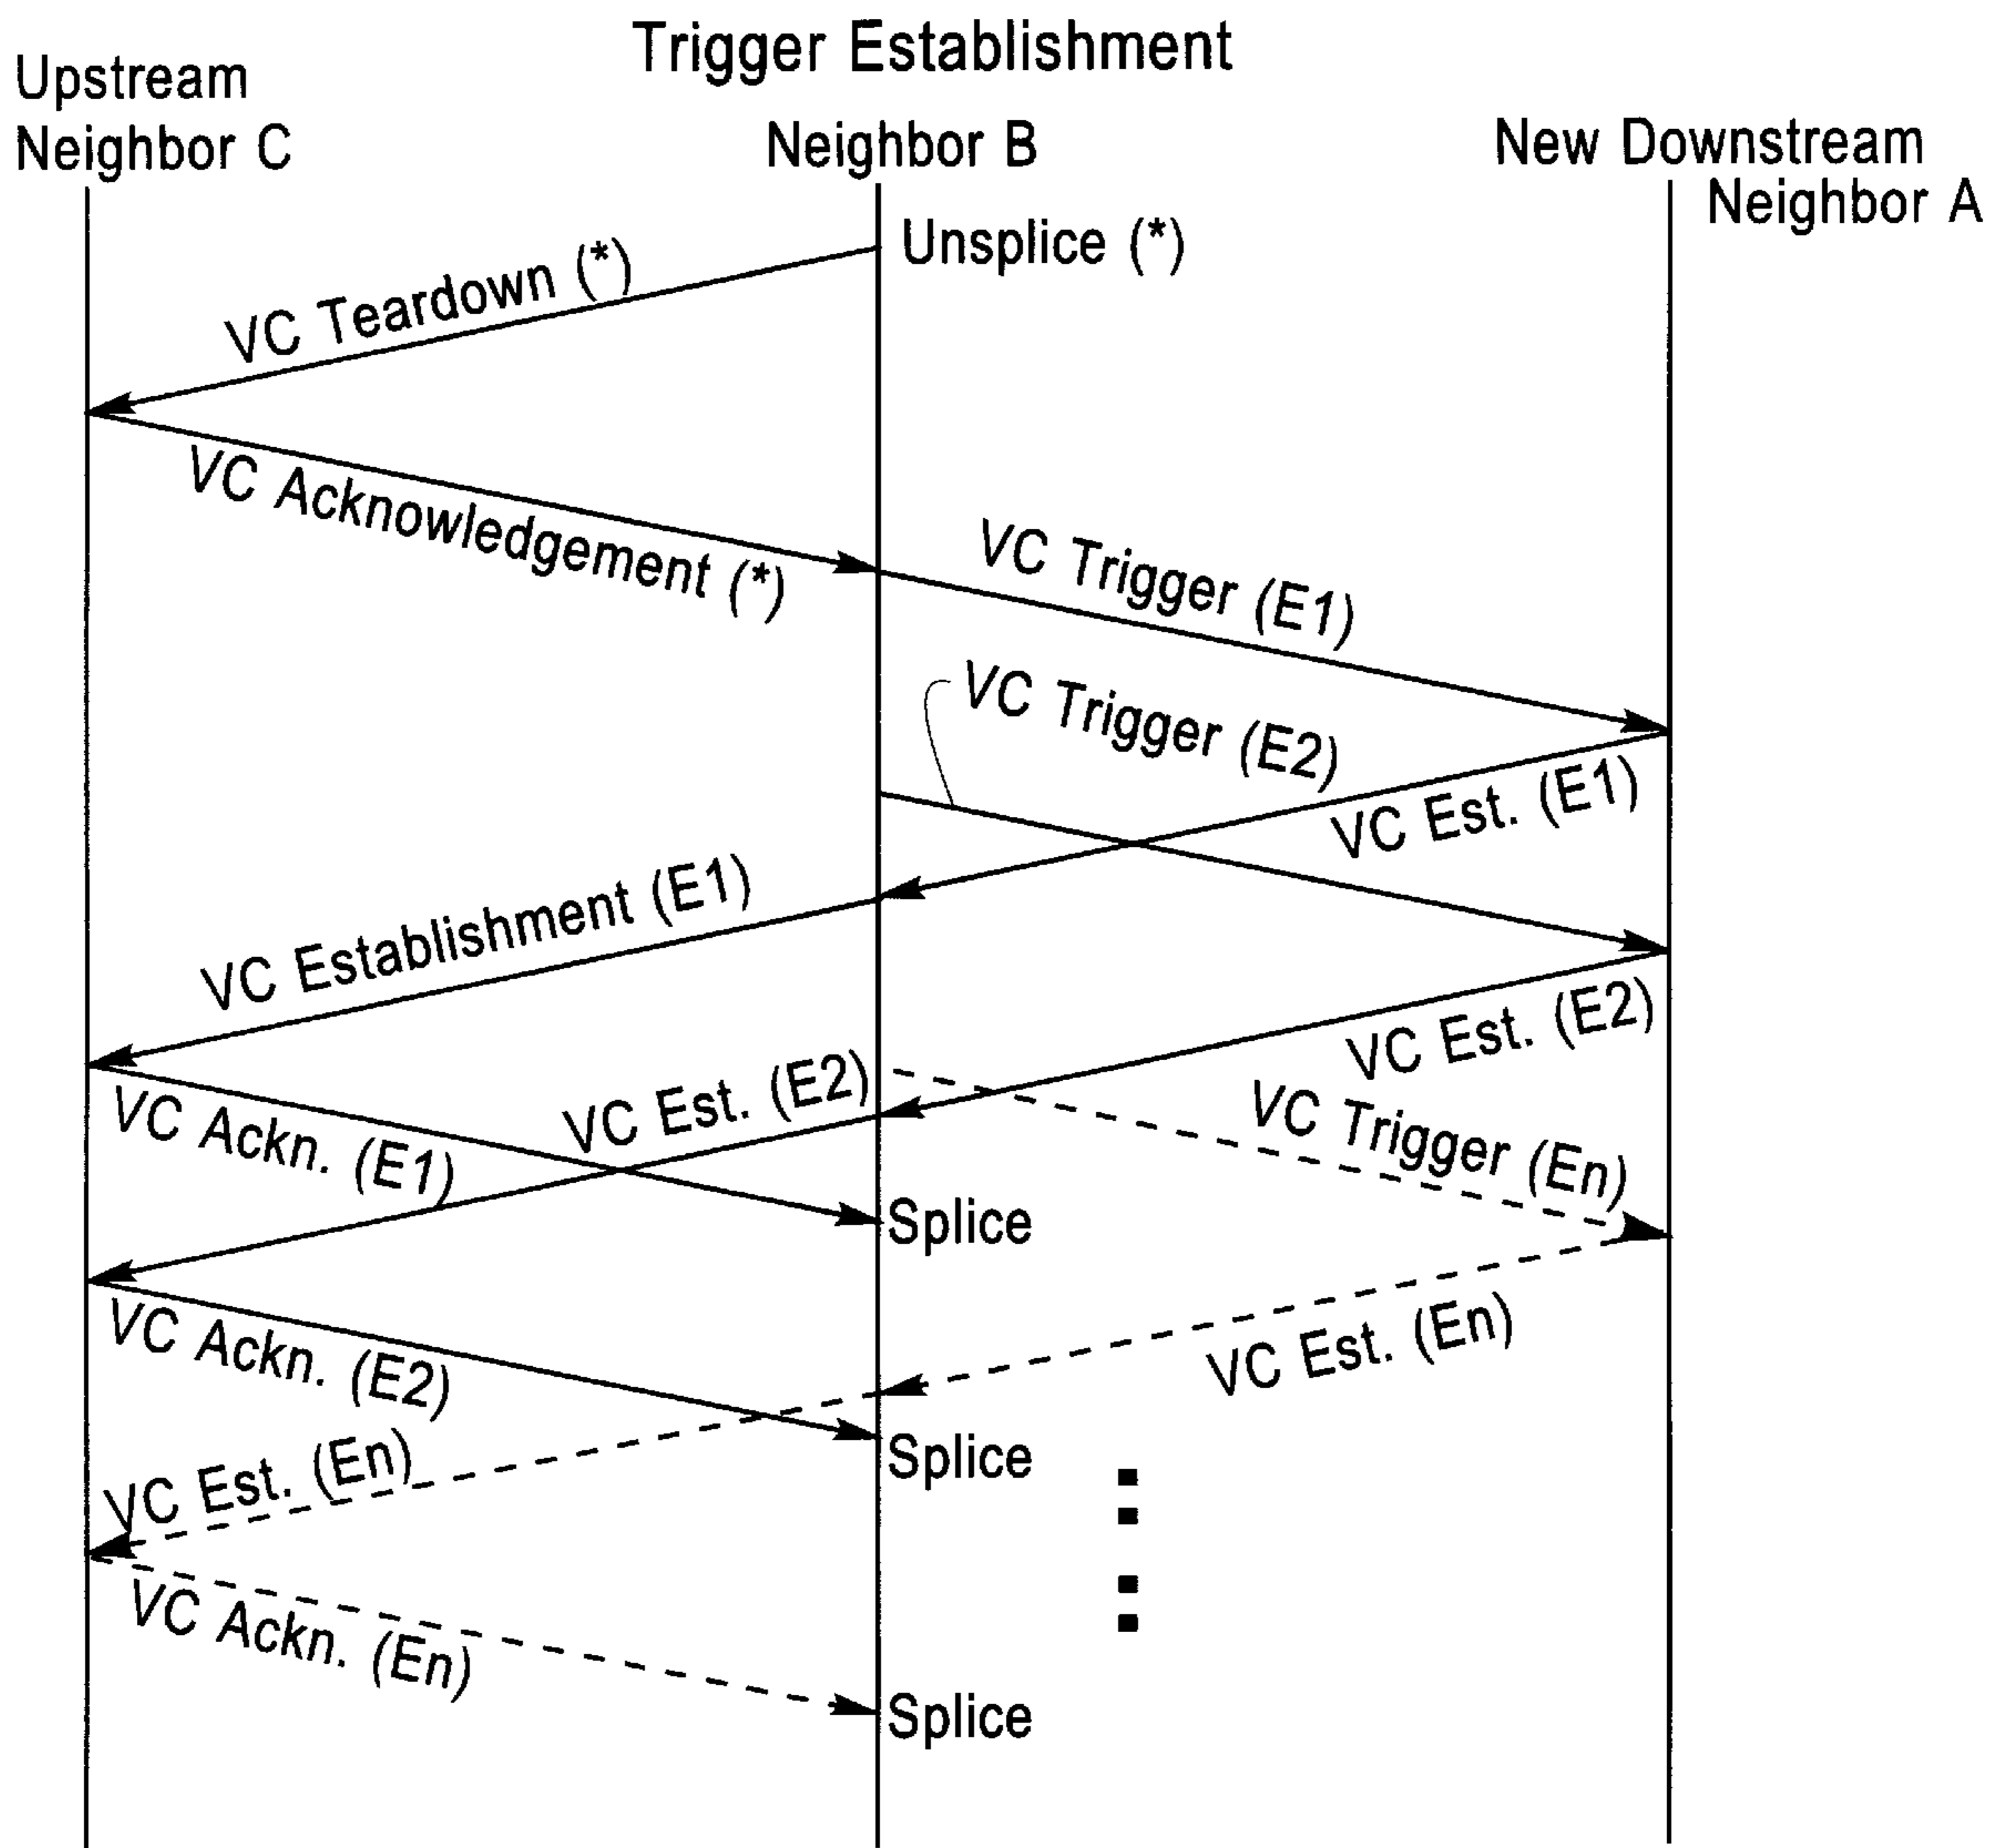 Trigger Establishment
Upstream
Neighbor C
Neighbor B
New Downstream
Neighbor A
Unsplice (*)
VC Teardown (*)
VC Acknowledgement (*)
VC Trigger (E1)
VC Trigger (E2)
VC Est. (E1)
VC Establishment (E1)
VC Est. (E2)
VC Est. (E2)
VC Trigger (En)
VC Ackn. (E1)
Splice
VC Est. (En)
VC Ackn. (E2)
Splice
VC Est. (En)
VC Ackn. (En)
Splice